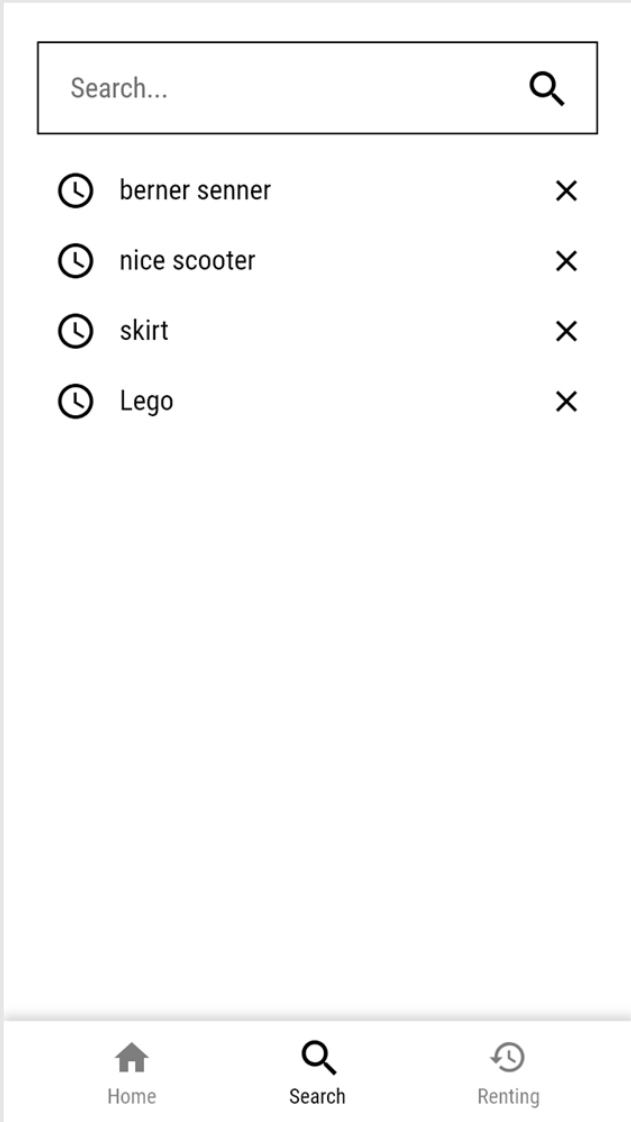 Search...
berner senner
nice scooter
skirt
Lego
Home
Search
Renting